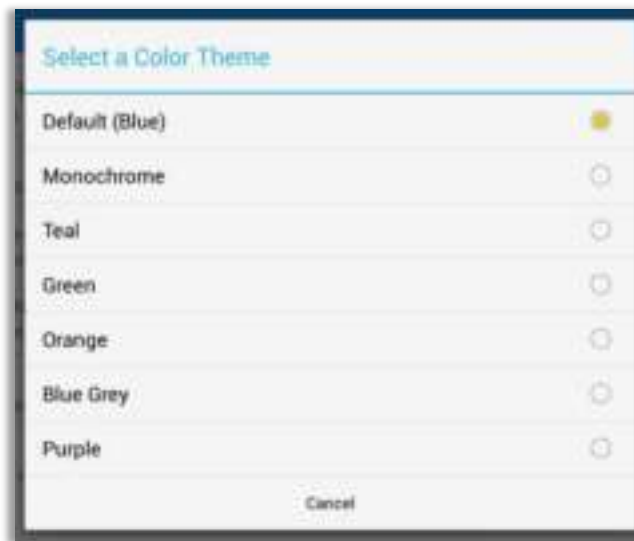 Select a Color Theme
Default (Blue)
Monochrome
Teal
Green
Orange
Blue Grey
Purple
Cancel